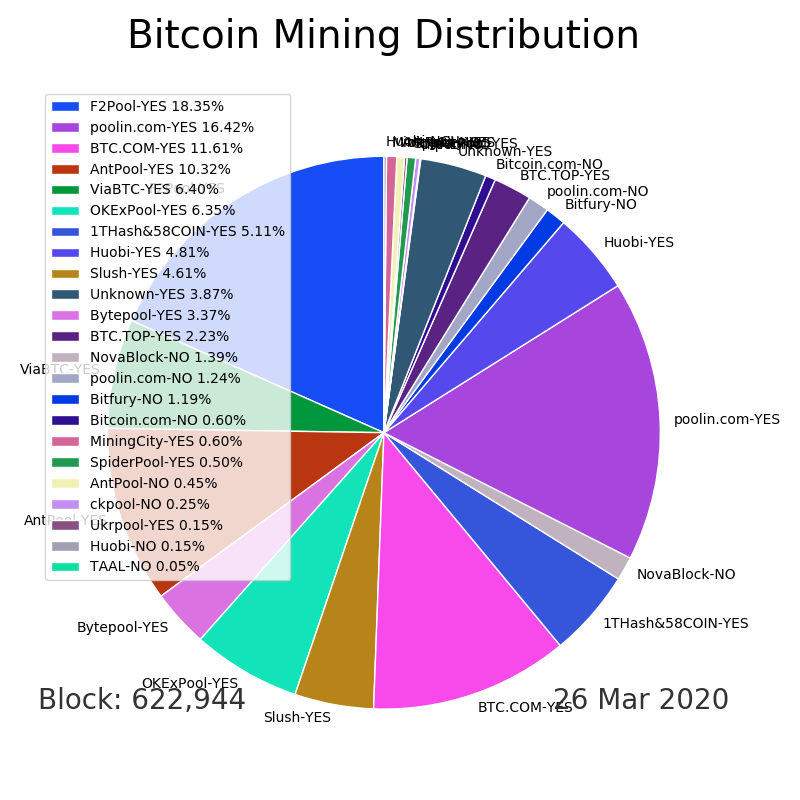 Bitcoin Mining Distribution
F2Pool-YES 18.35%
poolin.com-YES 16.42%
BTC.COM-YES 11.61%
AntPool-YES 10.32%
ViaBTC-YES 6.40%
OKExPool-YES 6.35%
1THash&58COIN-YES 5.11%
Huobi-YES 4.81%
Slush-YES 4.61%
Unknown-YES 3.87%
Bytepool-YES 3.37%
BTC.TOP-YES 2.23%
NovaBlock-NO 1.39%
poolin.com-NO 1.24%
Bitfury-NO 1.19%
Bitcoin.com-NO 0.60%
MiningCity-YES 0.60%
SpiderPool-YES 0.50%
AntPool-NO 0.45%
ckpool-NO 0.25%
Ukrpool-YES 0.15%
Huobi-NO 0.15%
TAAL-NO 0.05%
Unknown-YES
Bitcoin.com-NO
BTC.TOP-YES
poolin.com-NO
Bitfury-NO
Huobi-YES
poolin.com-YES
NovaBlock-NO
1THash&58COIN-YES
BTC.COM-YES
Slush-YES
OKExPool-YES
Bytepool-YES
AntPool-YES
ViaBTC-YES
Block: 622,944
26 Mar 2020